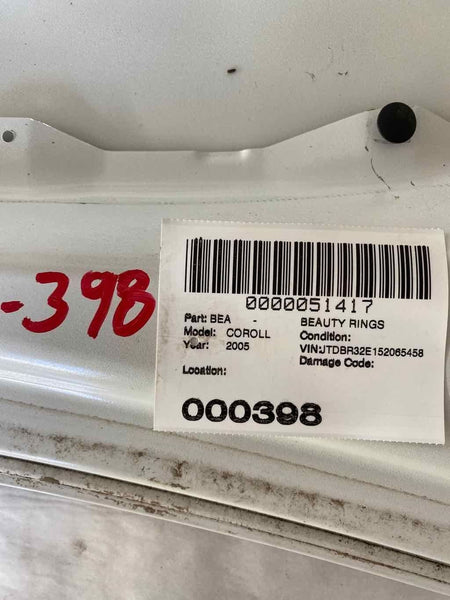 -398
0000051417
Part: BEA - BEAUTY RINGS
Model: COROLL Condition:
Year: 2005 VIN:JTDBR32E152065458
Damage Code:
Location:
000398